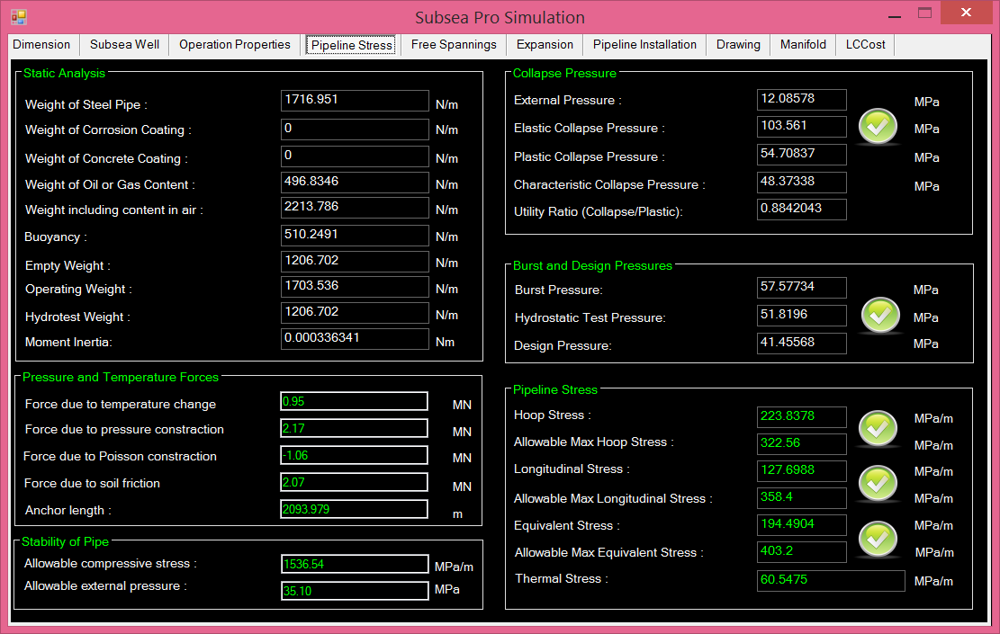 Subsea Pro Simulation
Dimension Subsea Well Operation Properties Pipeline Stress Free Spannings Expansion Pipeline Installation Drawing Manifold LCCost
Static Analysis
Weight of Steel Pipe : 1716.951 N/m
Weight of Corrosion Coating : 0 N/m
Weight of Concrete Coating : 0 N/m
Weight of Oil or Gas Content : 496.8346 N/m
Weight including content in air : 2213.786 N/m
Buoyancy : 510.2491 N/m
Empty Weight : 1206.702 N/m
Operating Weight : 1703.536 N/m
Hydrotest Weight : 1206.702 N/m
Moment Inertia: 0.000336341 Nm
Pressure and Temperature Forces
Force due to temperature change 0.95 MN
Force due to pressure constraction 2.17 MN
Force due to Poisson constraction -1.06 MN
Force due to soil friction 2.07 MN
Anchor length : 2093.979 m
Stability of Pipe
Allowable compressive stress : 1536.54 MPa/m
Allowable external pressure : 35.10 MPa
Collapse Pressure
External Pressure : 12.08578 MPa
Elastic Collapse Pressure : 103.561 MPa
Plastic Collapse Pressure : 54.70837 MPa
Characteristic Collapse Pressure : 48.37338 MPa
Utility Ratio (Collapse/Plastic): 0.8842043
Burst and Design Pressures
Burst Pressure: 57.57734 MPa
Hydrostatic Test Pressure: 51.8196 MPa
Design Pressure: 41.45568 MPa
Pipeline Stress
Hoop Stress : 223.8378 MPa/m
Allowable Max Hoop Stress : 322.56 MPa/m
Longitudinal Stress : 127.6988 MPa/m
Allowable Max Longitudinal Stress : 358.4 MPa/m
Equivalent Stress : 194.4904 MPa/m
Allowable Max Equivalent Stress : 403.2 MPa/m
Thermal Stress : 60.5475 MPa/m